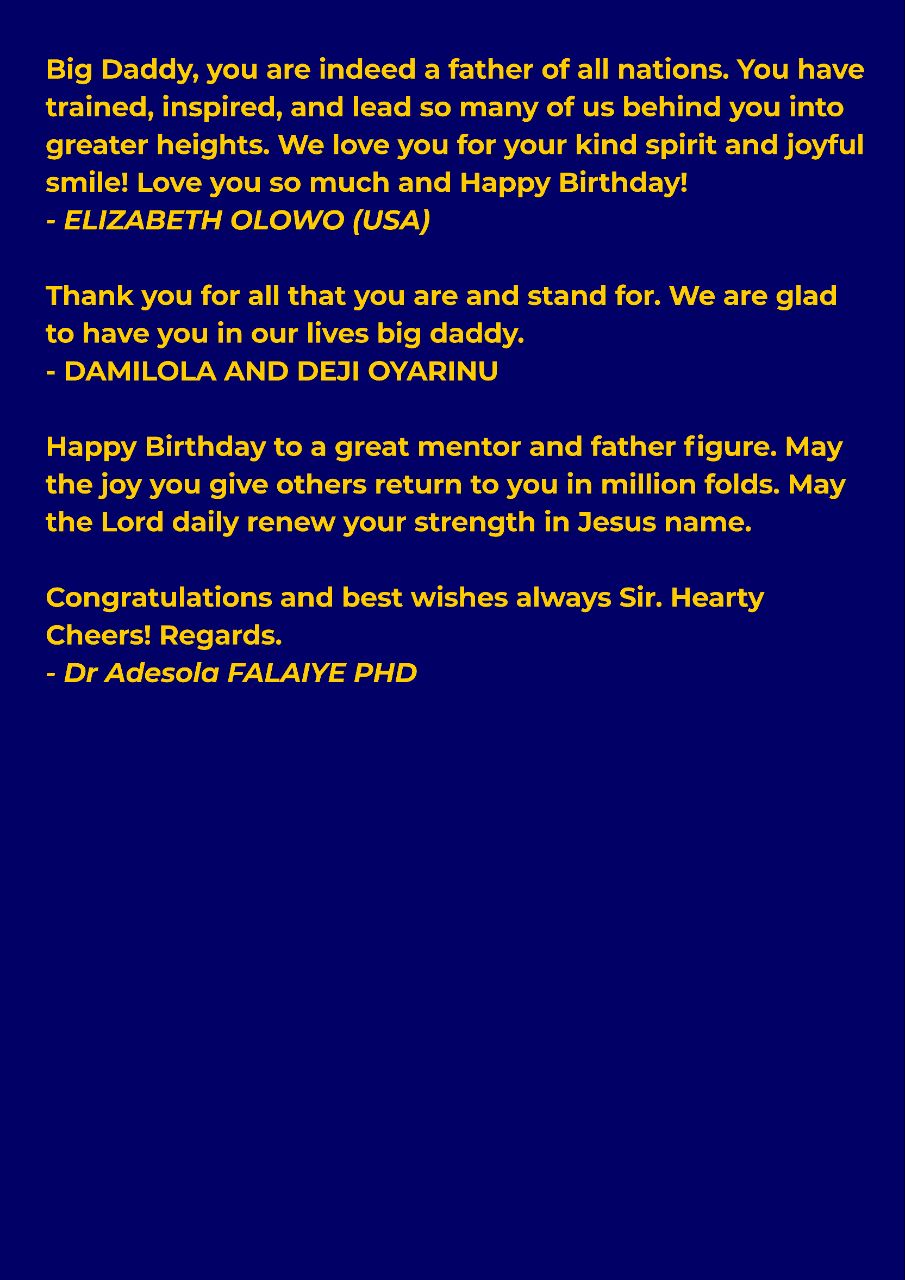 Big Daddy, you are indeed a father of all nations. You have
trained, inspired, and lead so many of us behind you into
greater heights. We love you for your kind spirit and joyful
smile! Love you so much and Happy Birthday!
- ELIZABETH OLOWO (USA)
Thank you for all that you are and stand for. We are glad
to have you in our lives big daddy.
- DAMILOLA AND DEJI OYARINU
Happy Birthday to a great mentor and father figure. May
the joy you give others return to you in million folds. May
the Lord daily renew your strength in Jesus name.
Congratulations and best wishes always Sir. Hearty
Cheers! Regards.
- Dr Adesola FALAIYE PHD